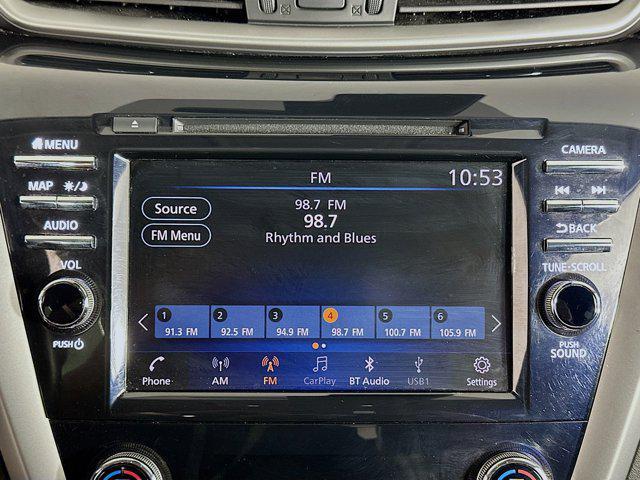 MENU
CAMERA
MAP
AUDIO
BACK
VOL
TUNE·SCROLL
PUSH
PUSH
SOUND
FM
10:53
Source
FM Menu
98.7 FM
98.7
Rhythm and Blues
1 2 3 4 5 6
91.3 FM 92.5 FM 94.9 FM 98.7 FM 100.7 FM 105.9 FM
Phone AM FM CarPlay BT Audio USB1 Settings